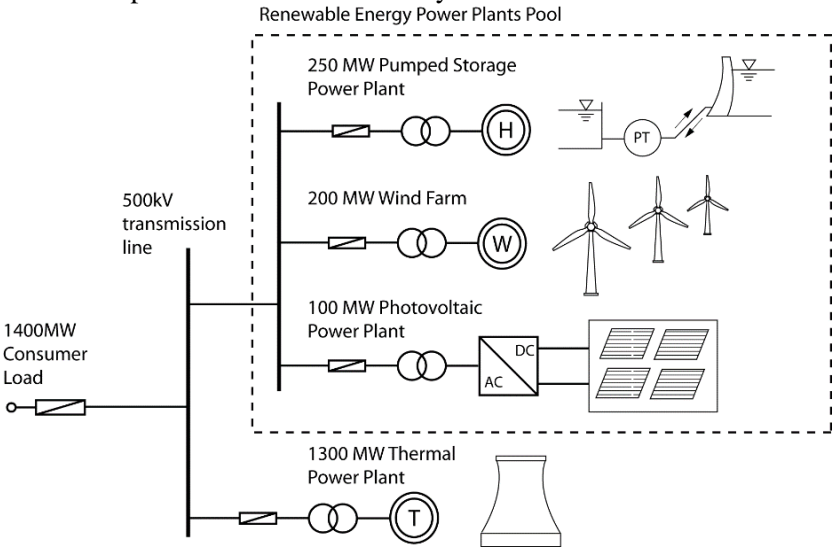 Renewable Energy Power Plants Pool
250 MW Pumped Storage
Power Plant
H
PT
500kV
transmission
line
200 MW Wind Farm
W
1400MW
Consumer
Load
100 MW Photovoltaic
Power Plant
DC
AC
1300 MW Thermal
Power Plant
T